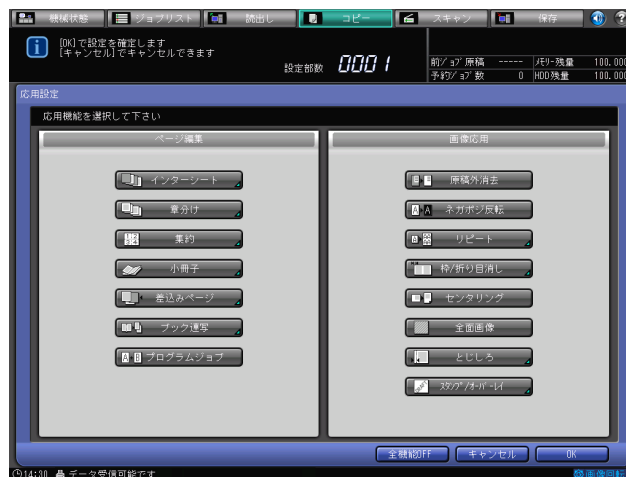 機械状態 ジョブリスト 読出し コピー スキャン 保存
[OK]で設定を確定します
[キャンセル]でキャンセルできます
設定部数 0001
前ジョブ原稿 ----- メモリー残量 100.000
予約ジョブ数 0 HDD残量 100.000
応用設定
応用機能を選択して下さい
ページ編集
インターシート
章分け
集約
小冊子
差込みページ
ブック連写
プログラムジョブ
画像応用
原稿外消去
ネガポジ反転
リピート
枠/折り目消し
センタリング
全面画像
とじしろ
スタンプ/オーバーレイ
全機能OFF キャンセル OK
14:30 データ受信可能です 画像回転